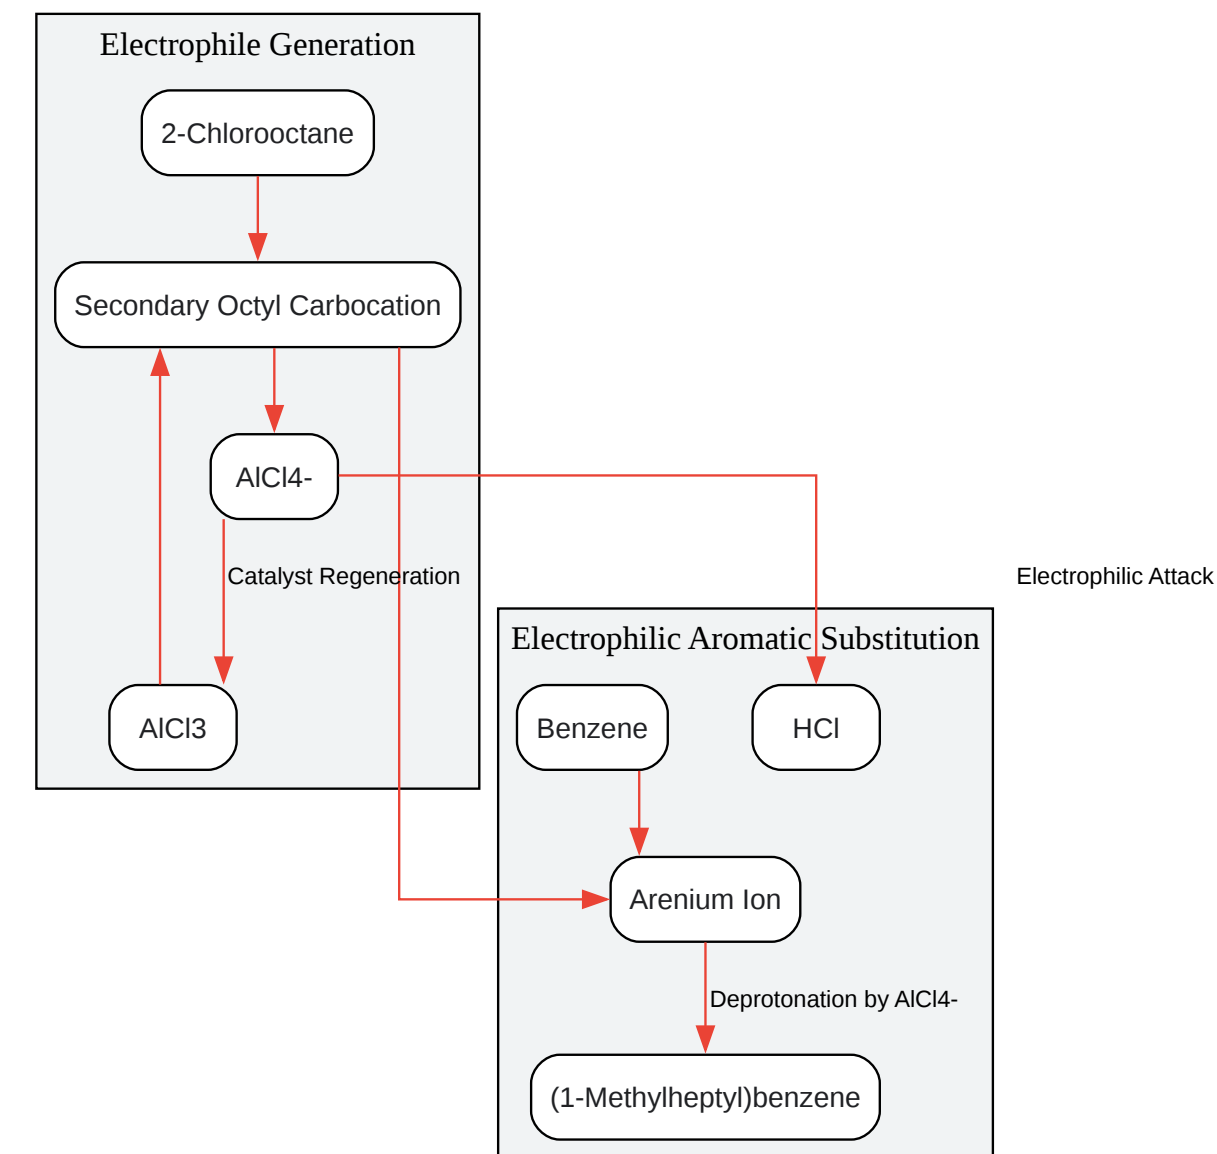 Electrophile Generation
2-Chlorooctane
Secondary Octyl Carbocation
AlCl4-
Catalyst Regeneration
Electrophilic Attack
Electrophilic Aromatic Substitution
AlCl3
Benzene
HCl
Arenium Ion
Deprotonation by AlCl4-
(1-Methylheptyl)benzene